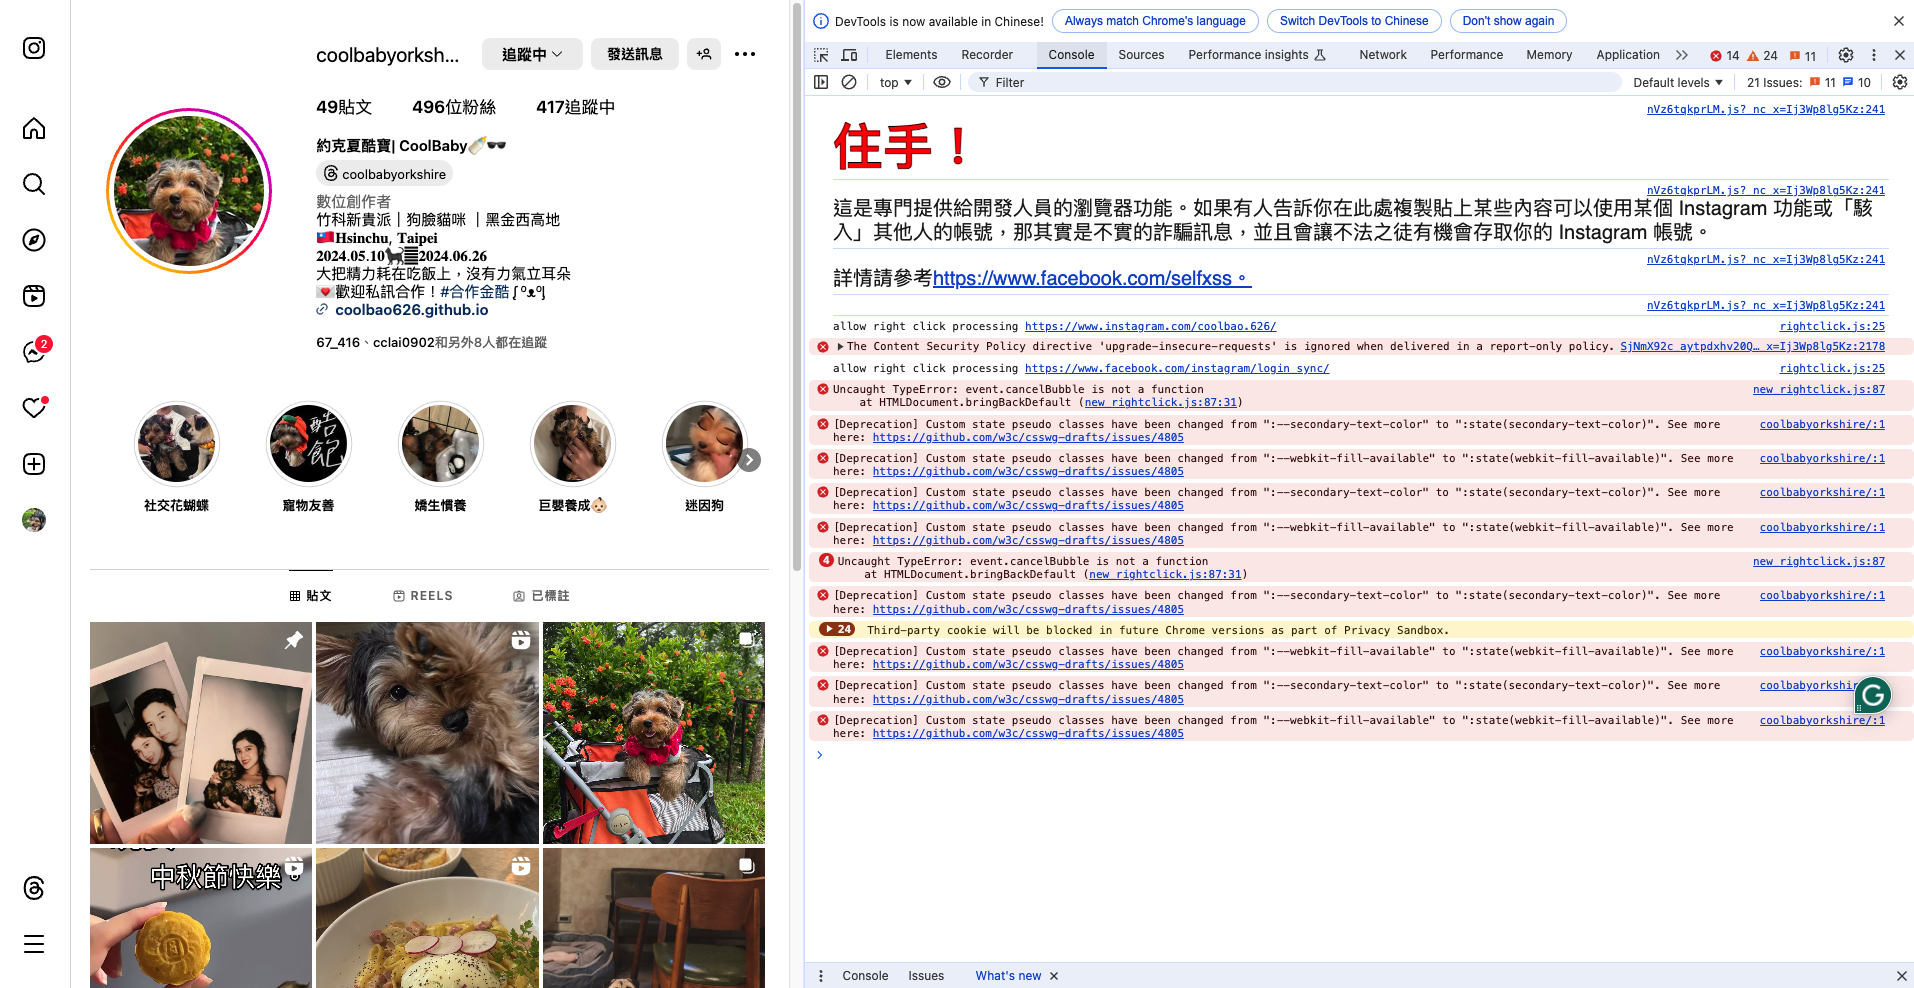 coolbabyorksh...
追蹤中
發送訊息
49貼文
496位粉絲
417追蹤中
約克夏酷寶| CoolBaby🍼🕶️
coolbabyorkshire
數位創作者
竹科新貴派｜狗臉貓咪 ｜黑金西高地
🇹🇼𝐇𝐬𝐢𝐧𝐜𝐡𝐮, 𝐓𝐚𝐢𝐩𝐞𝐢
𝟐𝟎𝟐𝟒.𝟎𝟓.𝟏𝟎🐈‍⬛𝟐𝟎𝟐𝟒.𝟎𝟔.𝟐𝟔
大把精力耗在吃飯上，沒有力氣立耳朵
💌歡迎私訊合作！#合作金酷
coolbao626.github.io
67_416、cclai0902和另外8人都在追蹤
社交花蝴蝶
寵物友善
嬌生慣養
巨嬰養成👶🏻
迷因狗
貼文
REELS
已標註
酷飽
中秋節快樂
2
DevTools is now available in Chinese!
Always match Chrome's language
Switch DevTools to Chinese
Don't show again
Elements
Recorder
Console
Sources
Performance insights
Network
Performance
Memory
Application
14
24
11
top
Filter
Default levels
21 Issues:
11
10
nVz6tqkprLM.js?_nc_x=Ij3Wp8lg5Kz:241
住手！
nVz6tqkprLM.js?_nc_x=Ij3Wp8lg5Kz:241
這是專門提供給開發人員的瀏覽器功能。如果有人告訴你在此處複製貼上某些內容可以使用某個 Instagram 功能或「駭
入」其他人的帳號，那其實是不實的詐騙訊息，並且會讓不法之徒有機會存取你的 Instagram 帳號。
nVz6tqkprLM.js?_nc_x=Ij3Wp8lg5Kz:241
詳情請參考https://www.facebook.com/selfxss。
nVz6tqkprLM.js?_nc_x=Ij3Wp8lg5Kz:241
allow right click processing https://www.instagram.com/coolbao.626/
rightclick.js:25
The Content Security Policy directive 'upgrade-insecure-requests' is ignored when delivered in a report-only policy.
SjNmX92c_aytpdxhv20Q…_x=Ij3Wp8lg5Kz:2178
allow right click processing https://www.facebook.com/instagram/login_sync/
rightclick.js:25
Uncaught TypeError: event.cancelBubble is not a function
new_rightclick.js:87
at HTMLDocument.bringBackDefault (new_rightclick.js:87:31)
[Deprecation] Custom state pseudo classes have been changed from ":--secondary-text-color" to ":state(secondary-text-color)". See more
coolbabyorkshire/:1
here: https://github.com/w3c/csswg-drafts/issues/4805
[Deprecation] Custom state pseudo classes have been changed from ":--webkit-fill-available" to ":state(webkit-fill-available)". See more
coolbabyorkshire/:1
here: https://github.com/w3c/csswg-drafts/issues/4805
[Deprecation] Custom state pseudo classes have been changed from ":--secondary-text-color" to ":state(secondary-text-color)". See more
coolbabyorkshire/:1
here: https://github.com/w3c/csswg-drafts/issues/4805
[Deprecation] Custom state pseudo classes have been changed from ":--webkit-fill-available" to ":state(webkit-fill-available)". See more
coolbabyorkshire/:1
here: https://github.com/w3c/csswg-drafts/issues/4805
4 Uncaught TypeError: event.cancelBubble is not a function
new_rightclick.js:87
at HTMLDocument.bringBackDefault (new_rightclick.js:87:31)
[Deprecation] Custom state pseudo classes have been changed from ":--secondary-text-color" to ":state(secondary-text-color)". See more
coolbabyorkshire/:1
here: https://github.com/w3c/csswg-drafts/issues/4805
24 Third-party cookie will be blocked in future Chrome versions as part of Privacy Sandbox.
[Deprecation] Custom state pseudo classes have been changed from ":--webkit-fill-available" to ":state(webkit-fill-available)". See more
coolbabyorkshire/:1
here: https://github.com/w3c/csswg-drafts/issues/4805
[Deprecation] Custom state pseudo classes have been changed from ":--secondary-text-color" to ":state(secondary-text-color)". See more
coolbabyorkshi
here: https://github.com/w3c/csswg-drafts/issues/4805
[Deprecation] Custom state pseudo classes have been changed from ":--webkit-fill-available" to ":state(webkit-fill-available)". See more
coolbabyorkshire/:1
here: https://github.com/w3c/csswg-drafts/issues/4805
Console
Issues
What's new